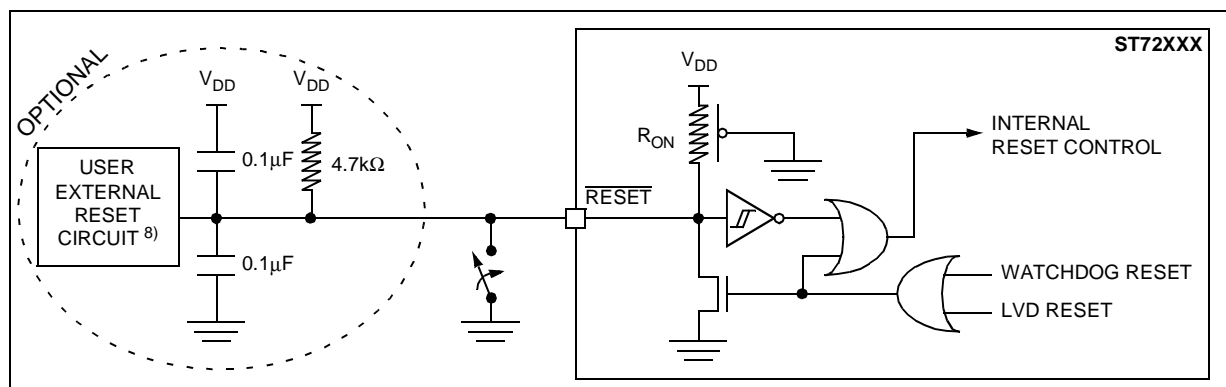 OPTIONAL
V_DD
V_DD
0.1μF
4.7kΩ
USER
EXTERNAL
RESET
CIRCUIT 8)
0.1μF
ST72XXX
V_DD
R_ON
RESET
INTERNAL
RESET CONTROL
WATCHDOG RESET
LVD RESET